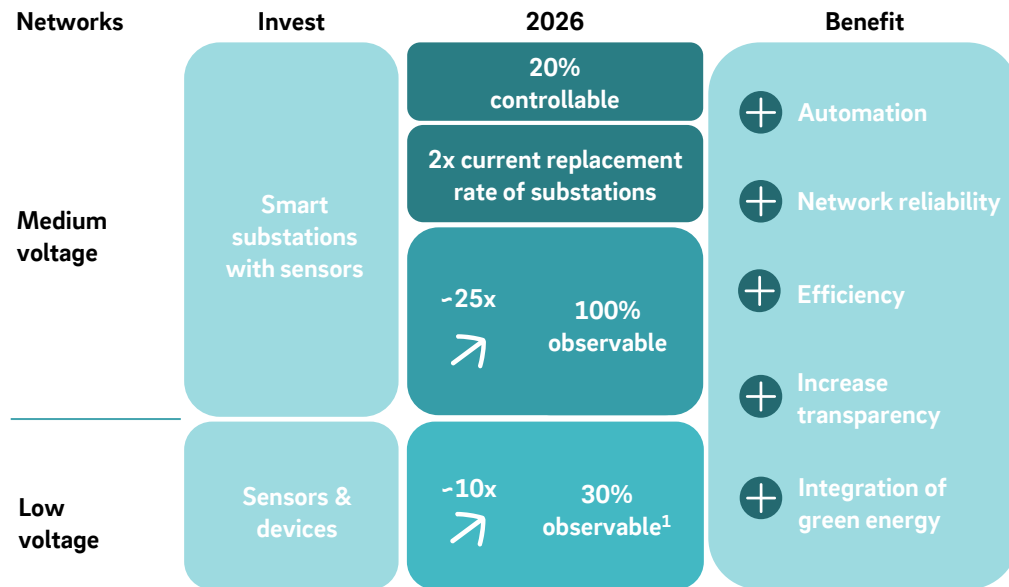 Networks
Invest
2026
Benefit
Medium
voltage
Smart
substations
with sensors
20%
controllable
2x current replacement
rate of substations
~25x
100%
observable
Low
voltage
Sensors &
devices
~10x
30%
observable¹
Automation
Network reliability
Efficiency
Increase
transparency
Integration of
green energy